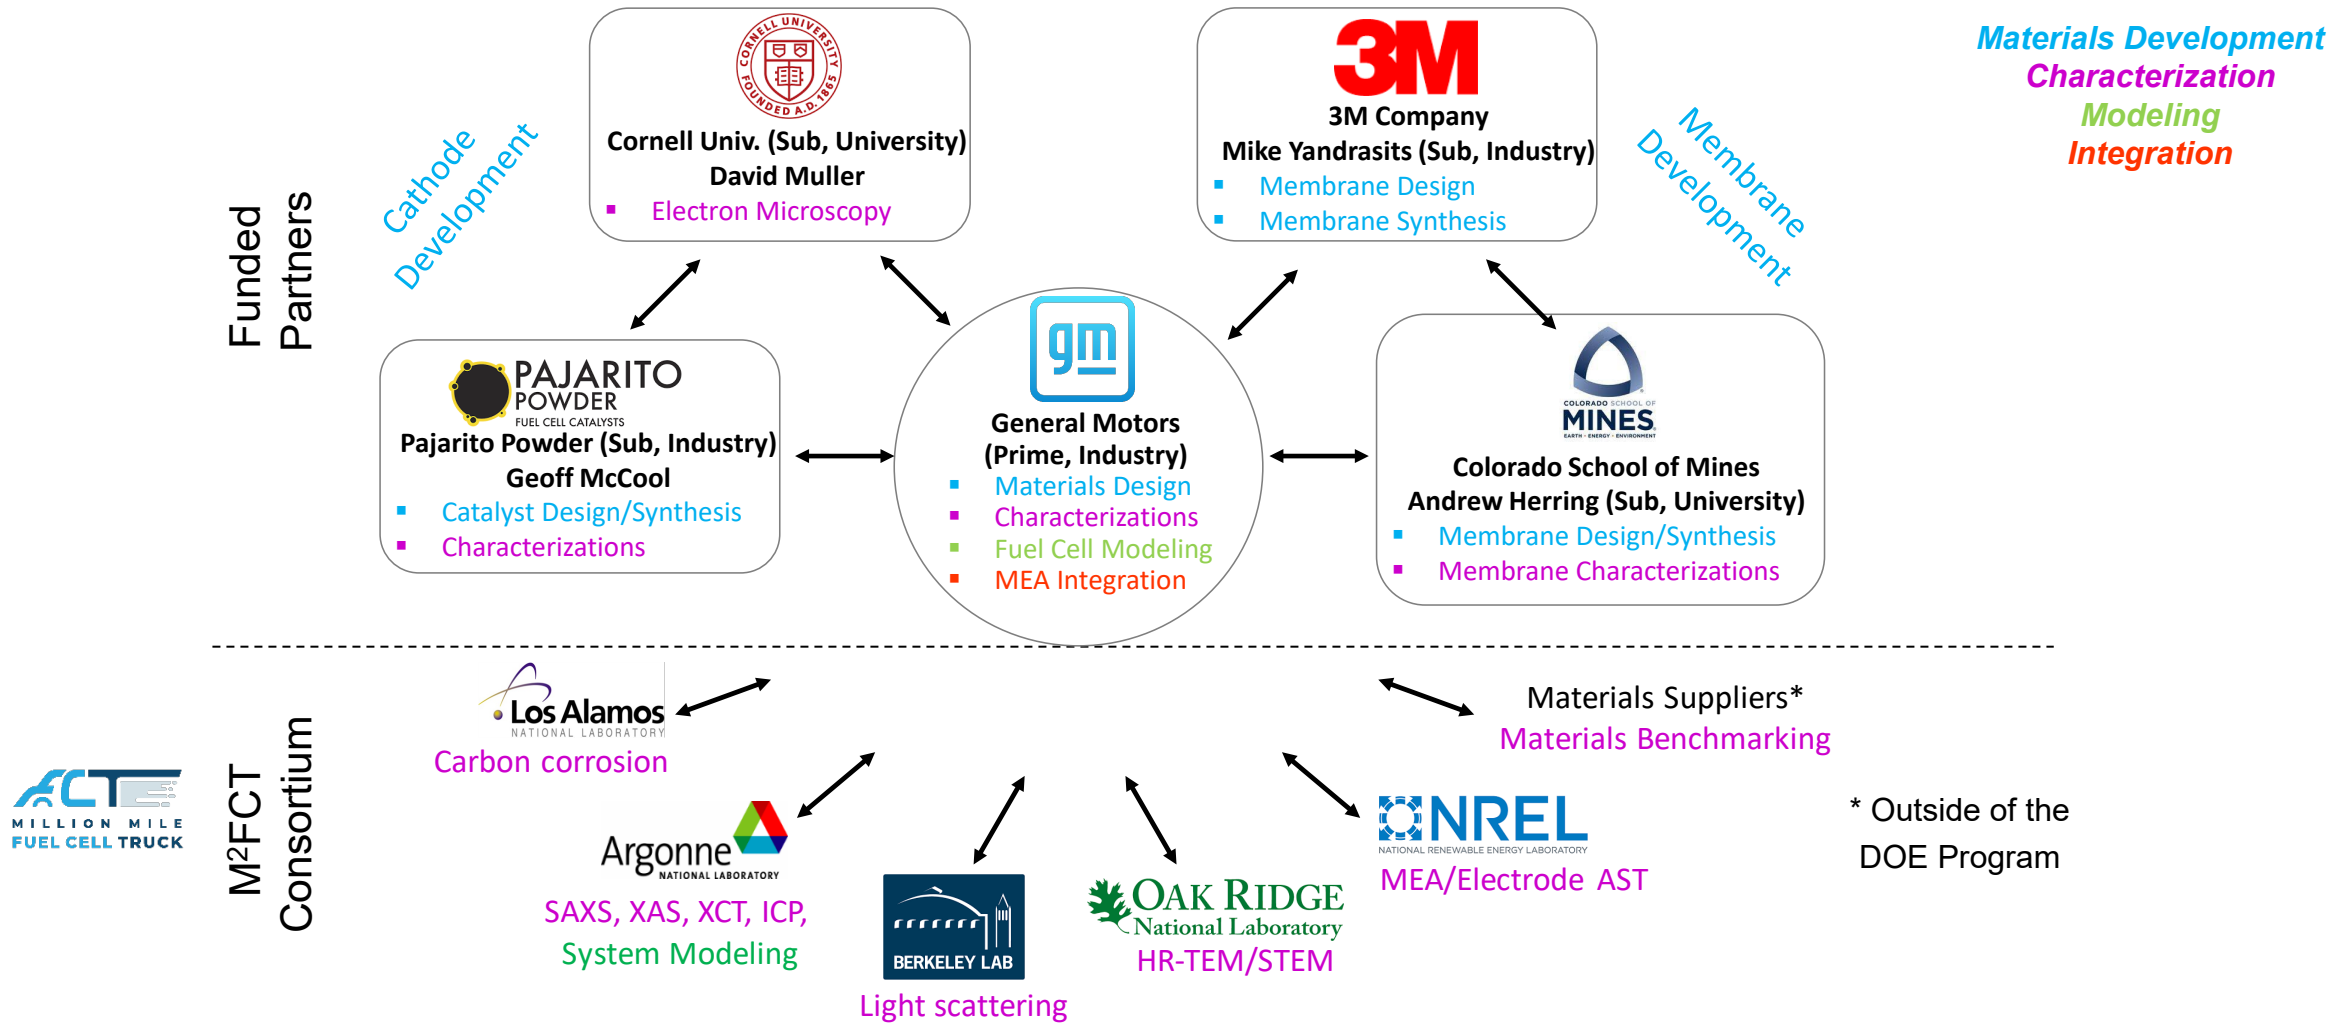 Materials Development
Characterization
Modeling
Integration
Funded
Partners
Cathode
Development
CORNELL UNIVERSITY
FOUNDED A.D. 1865
Cornell Univ. (Sub, University)
David Muller
▪ Electron Microscopy
3M
3M Company
Mike Yandrasits (Sub, Industry)
▪ Membrane Design
▪ Membrane Synthesis
Membrane
Development
PAJARITO
POWDER
FUEL CELL CATALYSTS
Pajarito Powder (Sub, Industry)
Geoff McCool
▪ Catalyst Design/Synthesis
▪ Characterizations
gm
General Motors
(Prime, Industry)
▪ Materials Design
▪ Characterizations
▪ Fuel Cell Modeling
▪ MEA Integration
COLORADO SCHOOL OF
MINES
EARTH • ENERGY • ENVIRONMENT
Colorado School of Mines
Andrew Herring (Sub, University)
▪ Membrane Design/Synthesis
▪ Membrane Characterizations
FCT
MILLION MILE
FUEL CELL TRUCK
M²FCT
Consortium
Los Alamos
NATIONAL LABORATORY
Carbon corrosion
Argonne
NATIONAL LABORATORY
SAXS, XAS, XCT, ICP,
System Modeling
BERKELEY LAB
Light scattering
OAK RIDGE
National Laboratory
HR-TEM/STEM
NREL
NATIONAL RENEWABLE ENERGY LABORATORY
MEA/Electrode AST
Materials Suppliers*
Materials Benchmarking
* Outside of the
DOE Program